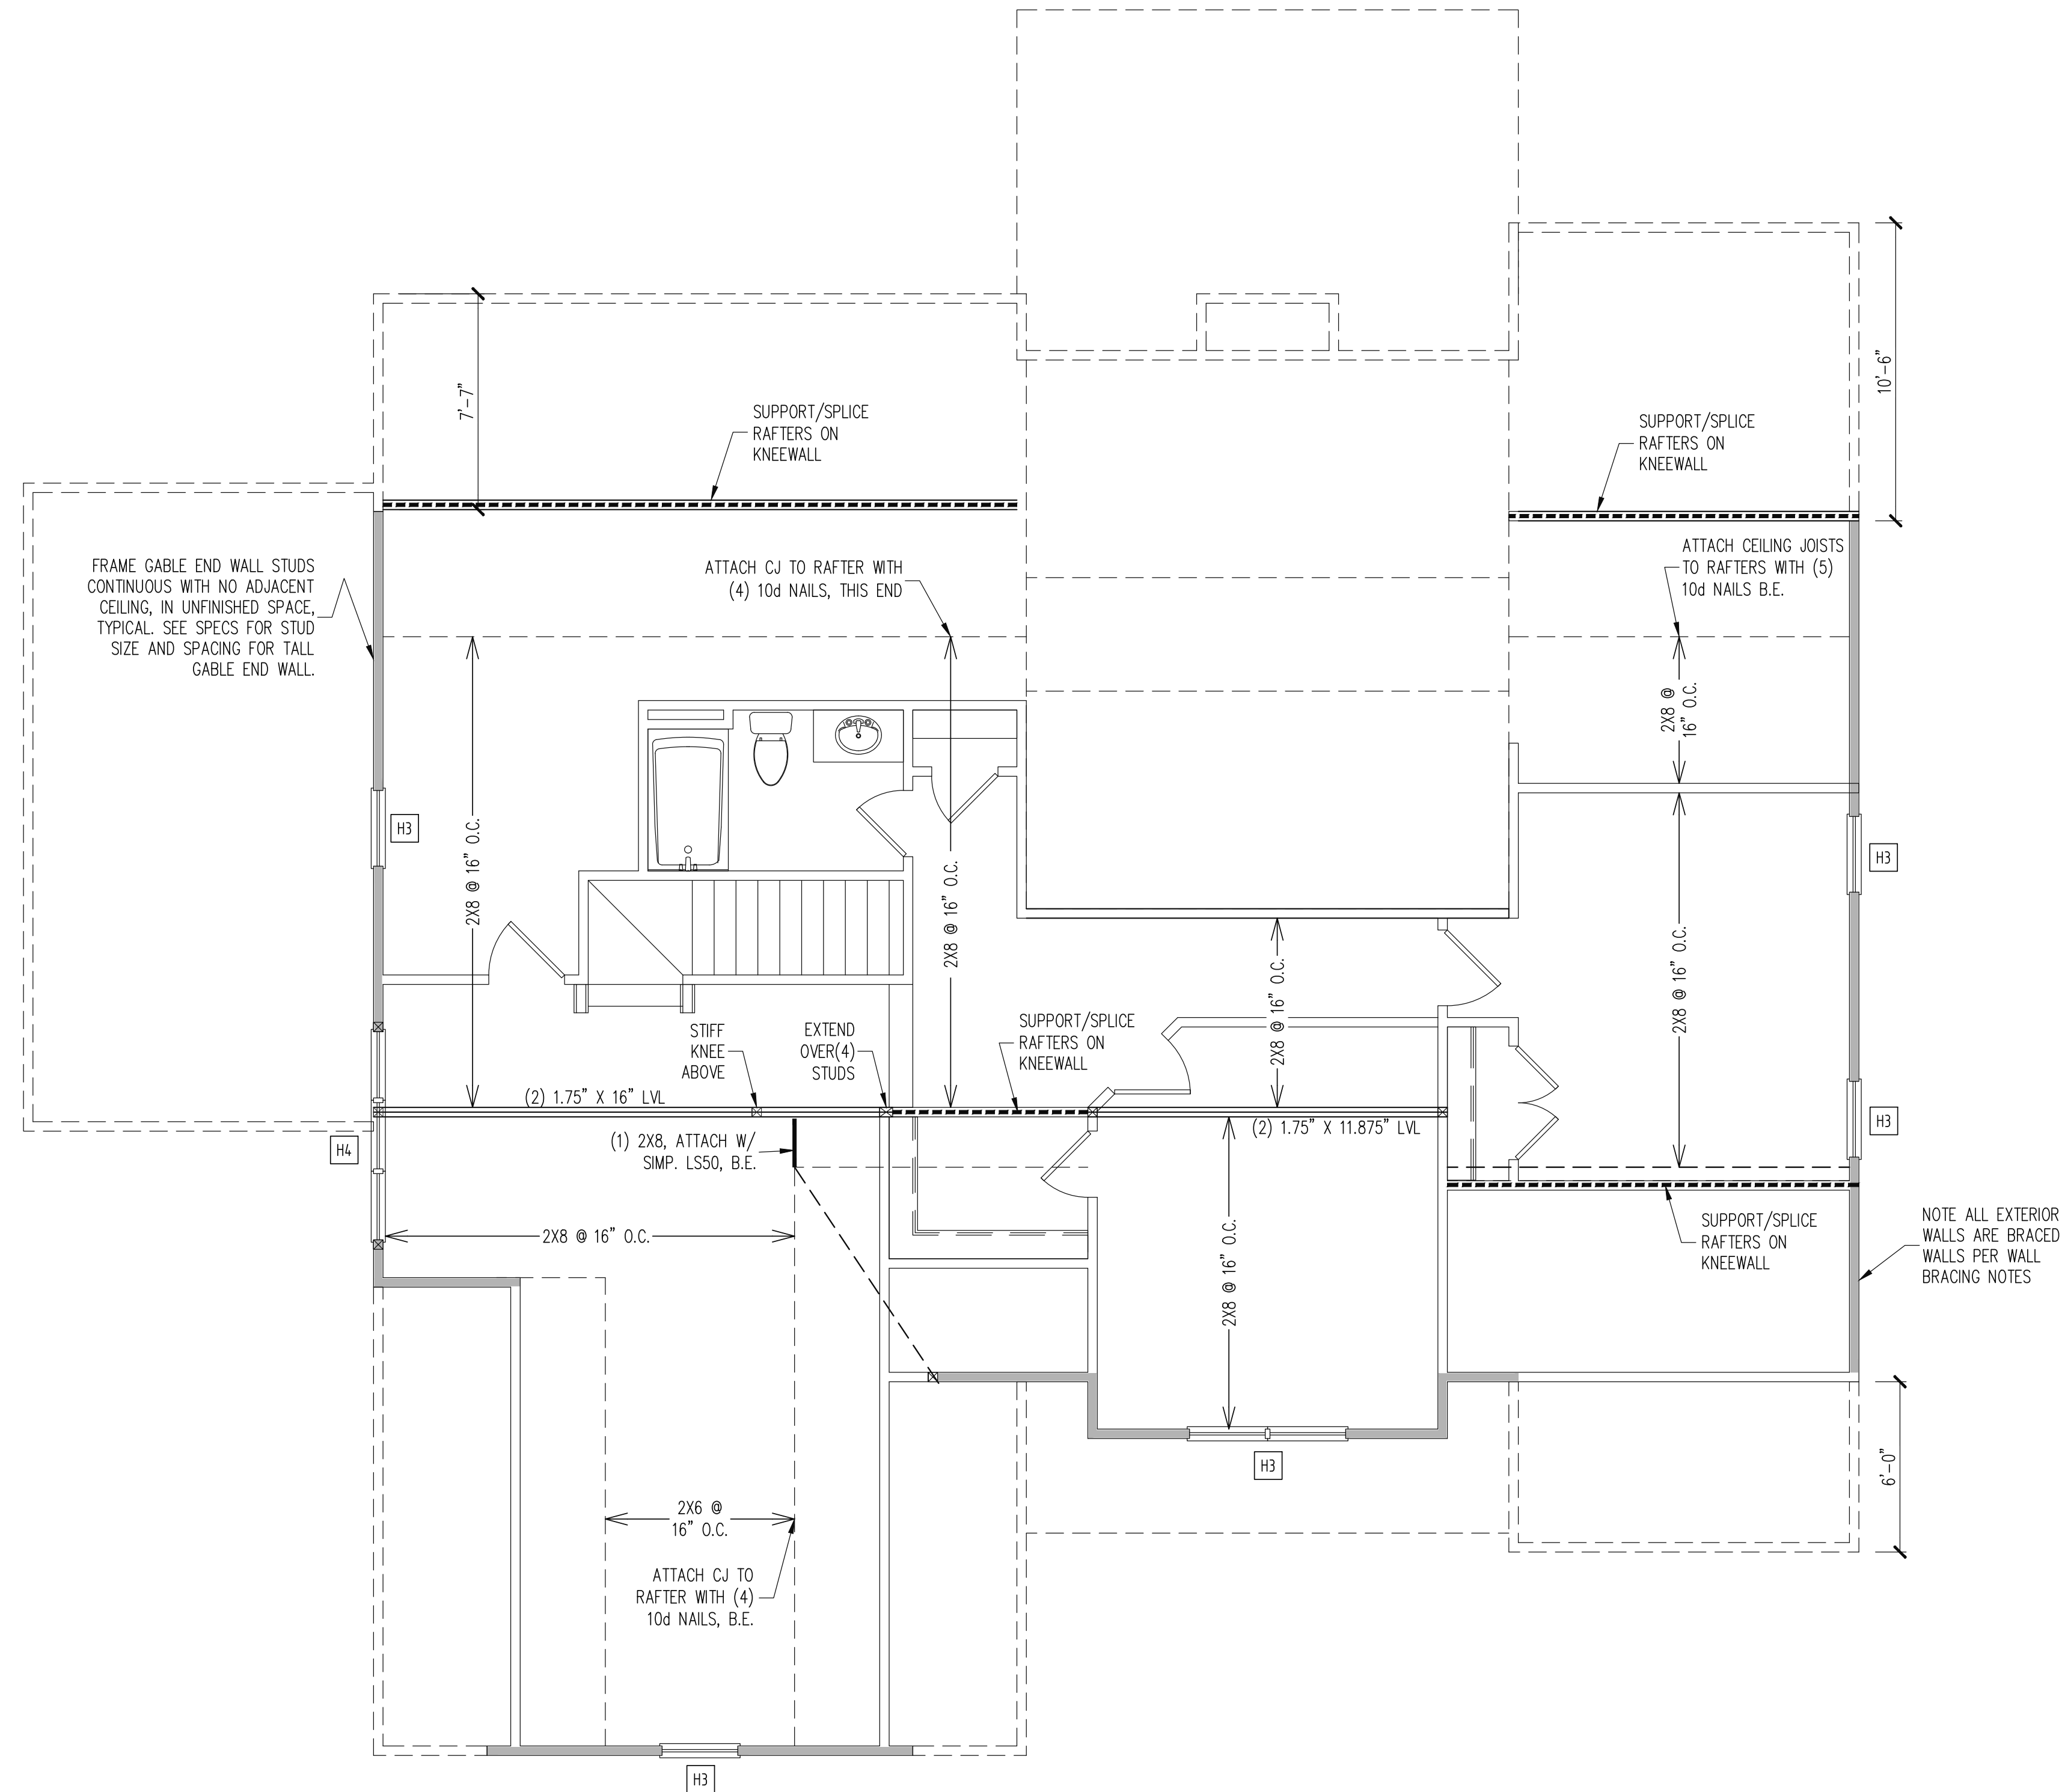 7'-7"
10'-6"
SUPPORT/SPLICE
RAFTERS ON
KNEEWALL
SUPPORT/SPLICE
RAFTERS ON
KNEEWALL
FRAME GABLE END WALL STUDS
CONTINUOUS WITH NO ADJACENT
CEILING, IN UNFINISHED SPACE,
TYPICAL. SEE SPECS FOR STUD
SIZE AND SPACING FOR TALL
GABLE END WALL.
ATTACH CJ TO RAFTER WITH
(4) 10d NAILS, THIS END
ATTACH CEILING JOISTS
TO RAFTERS WITH (5)
10d NAILS B.E.
2X8 @
16" O.C.
H3
2X8 @ 16" O.C.
2X8 @ 16" O.C.
2X8 @ 16" O.C.
2X8 @ 16" O.C.
H3
STIFF
KNEE
ABOVE
EXTEND
OVER(4)
STUDS
SUPPORT/SPLICE
RAFTERS ON
KNEEWALL
(2) 1.75" X 16" LVL
(2) 1.75" X 11.875" LVL
H3
H4
(1) 2X8, ATTACH W/
SIMP. LS50, B.E.
2X8 @ 16" O.C.
2X8 @ 16" O.C.
SUPPORT/SPLICE
RAFTERS ON
KNEEWALL
NOTE ALL EXTERIOR
WALLS ARE BRACED
WALLS PER WALL
BRACING NOTES
H3
6'-0"
2X6 @
16" O.C.
ATTACH CJ TO
RAFTER WITH (4)
10d NAILS, B.E.
H3